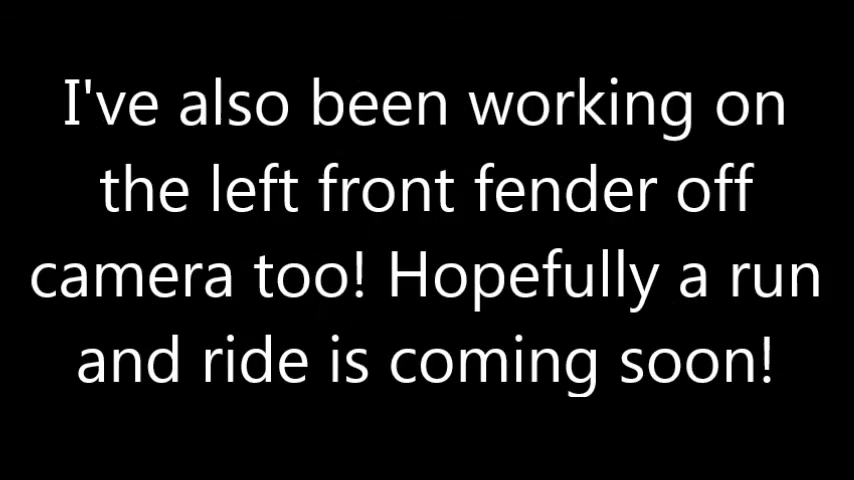 I've also been working on
the left front fender off
camera too! Hopefully a run
and ride is coming soon!